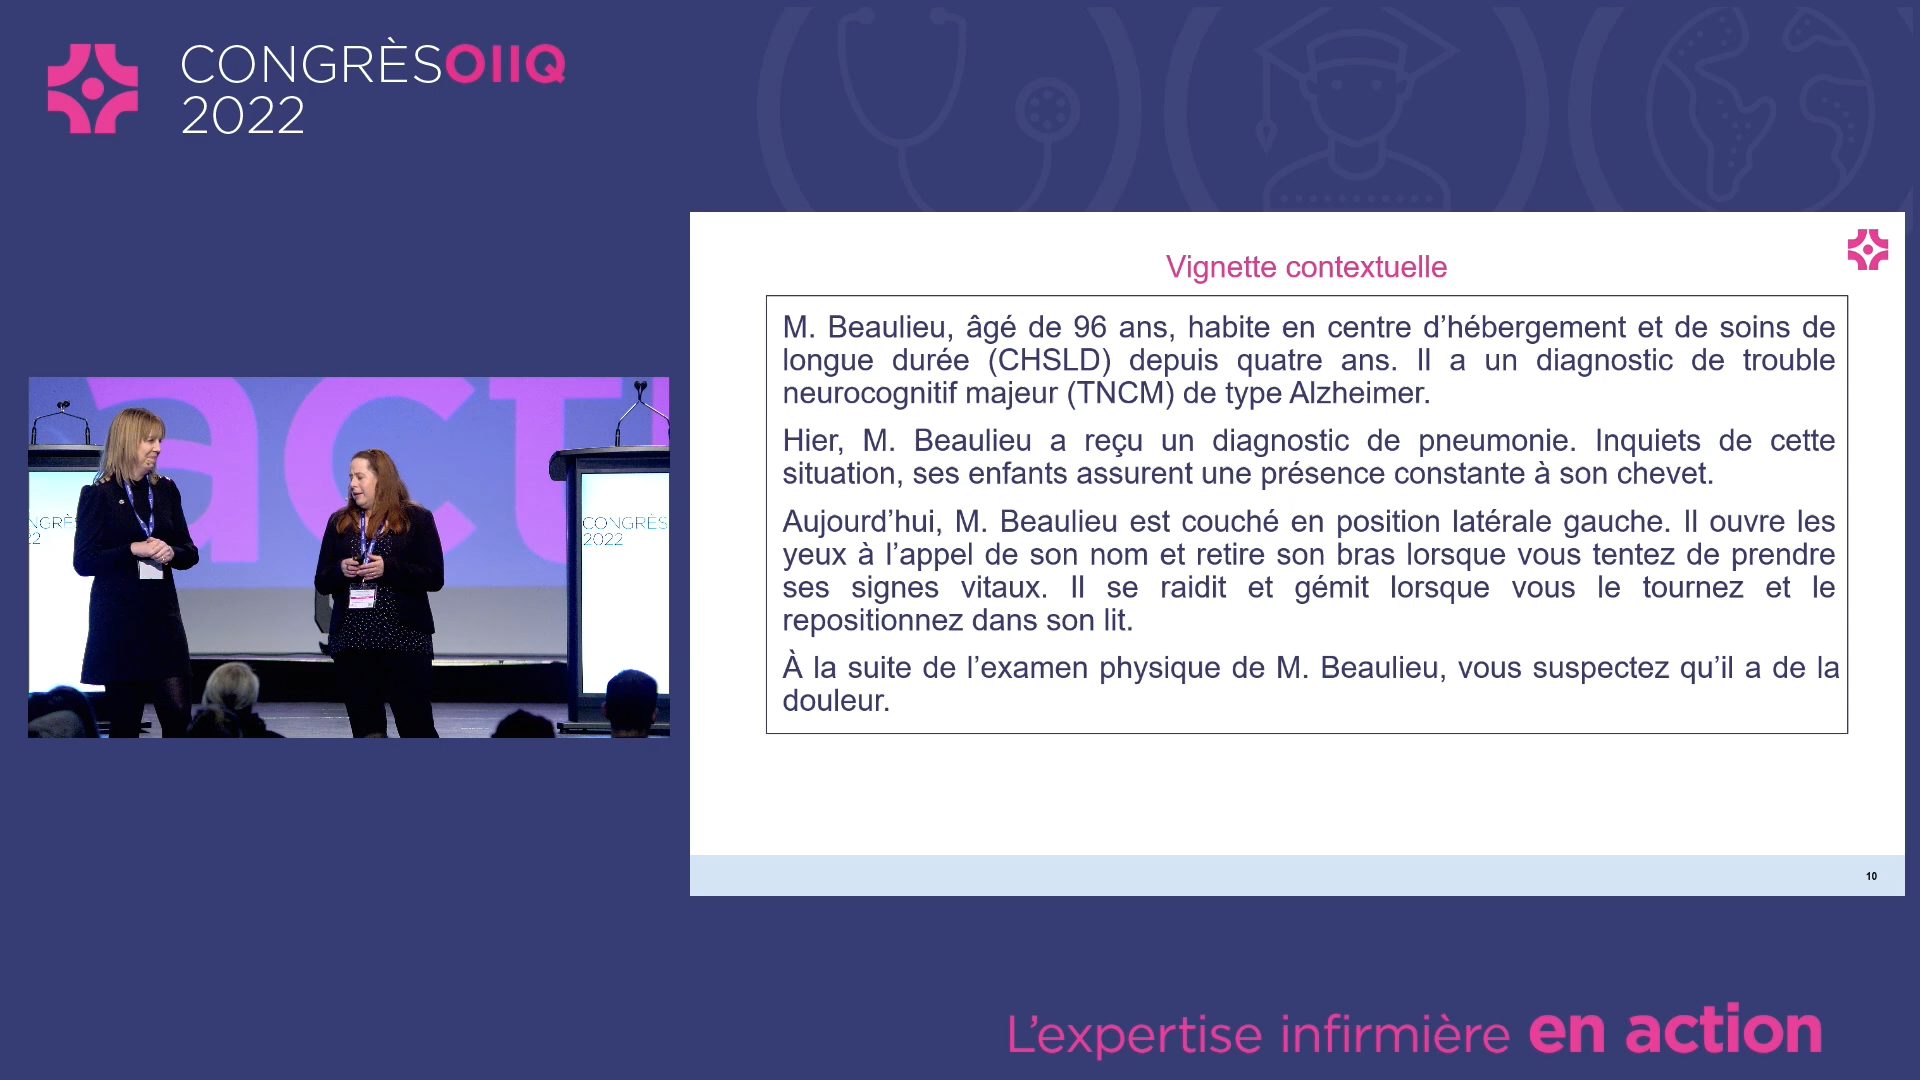 CONGRÈSOIIQ
2022
Vignette contextuelle
M. Beaulieu, âgé de 96 ans, habite en centre d’hébergement et de soins de
longue durée (CHSLD) depuis quatre ans. Il a un diagnostic de trouble
neurocognitif majeur (TNCM) de type Alzheimer.
Hier, M. Beaulieu a reçu un diagnostic de pneumonie. Inquiets de cette
situation, ses enfants assurent une présence constante à son chevet.
Aujourd’hui, M. Beaulieu est couché en position latérale gauche. Il ouvre les
yeux à l’appel de son nom et retire son bras lorsque vous tentez de prendre
ses signes vitaux. Il se raidit et gémit lorsque vous le tournez et le
repositionnez dans son lit.
À la suite de l’examen physique de M. Beaulieu, vous suspectez qu’il a de la
douleur.
10
acti
NGRÈS
22
CONGRÈS
2022
L’expertise infirmière en action